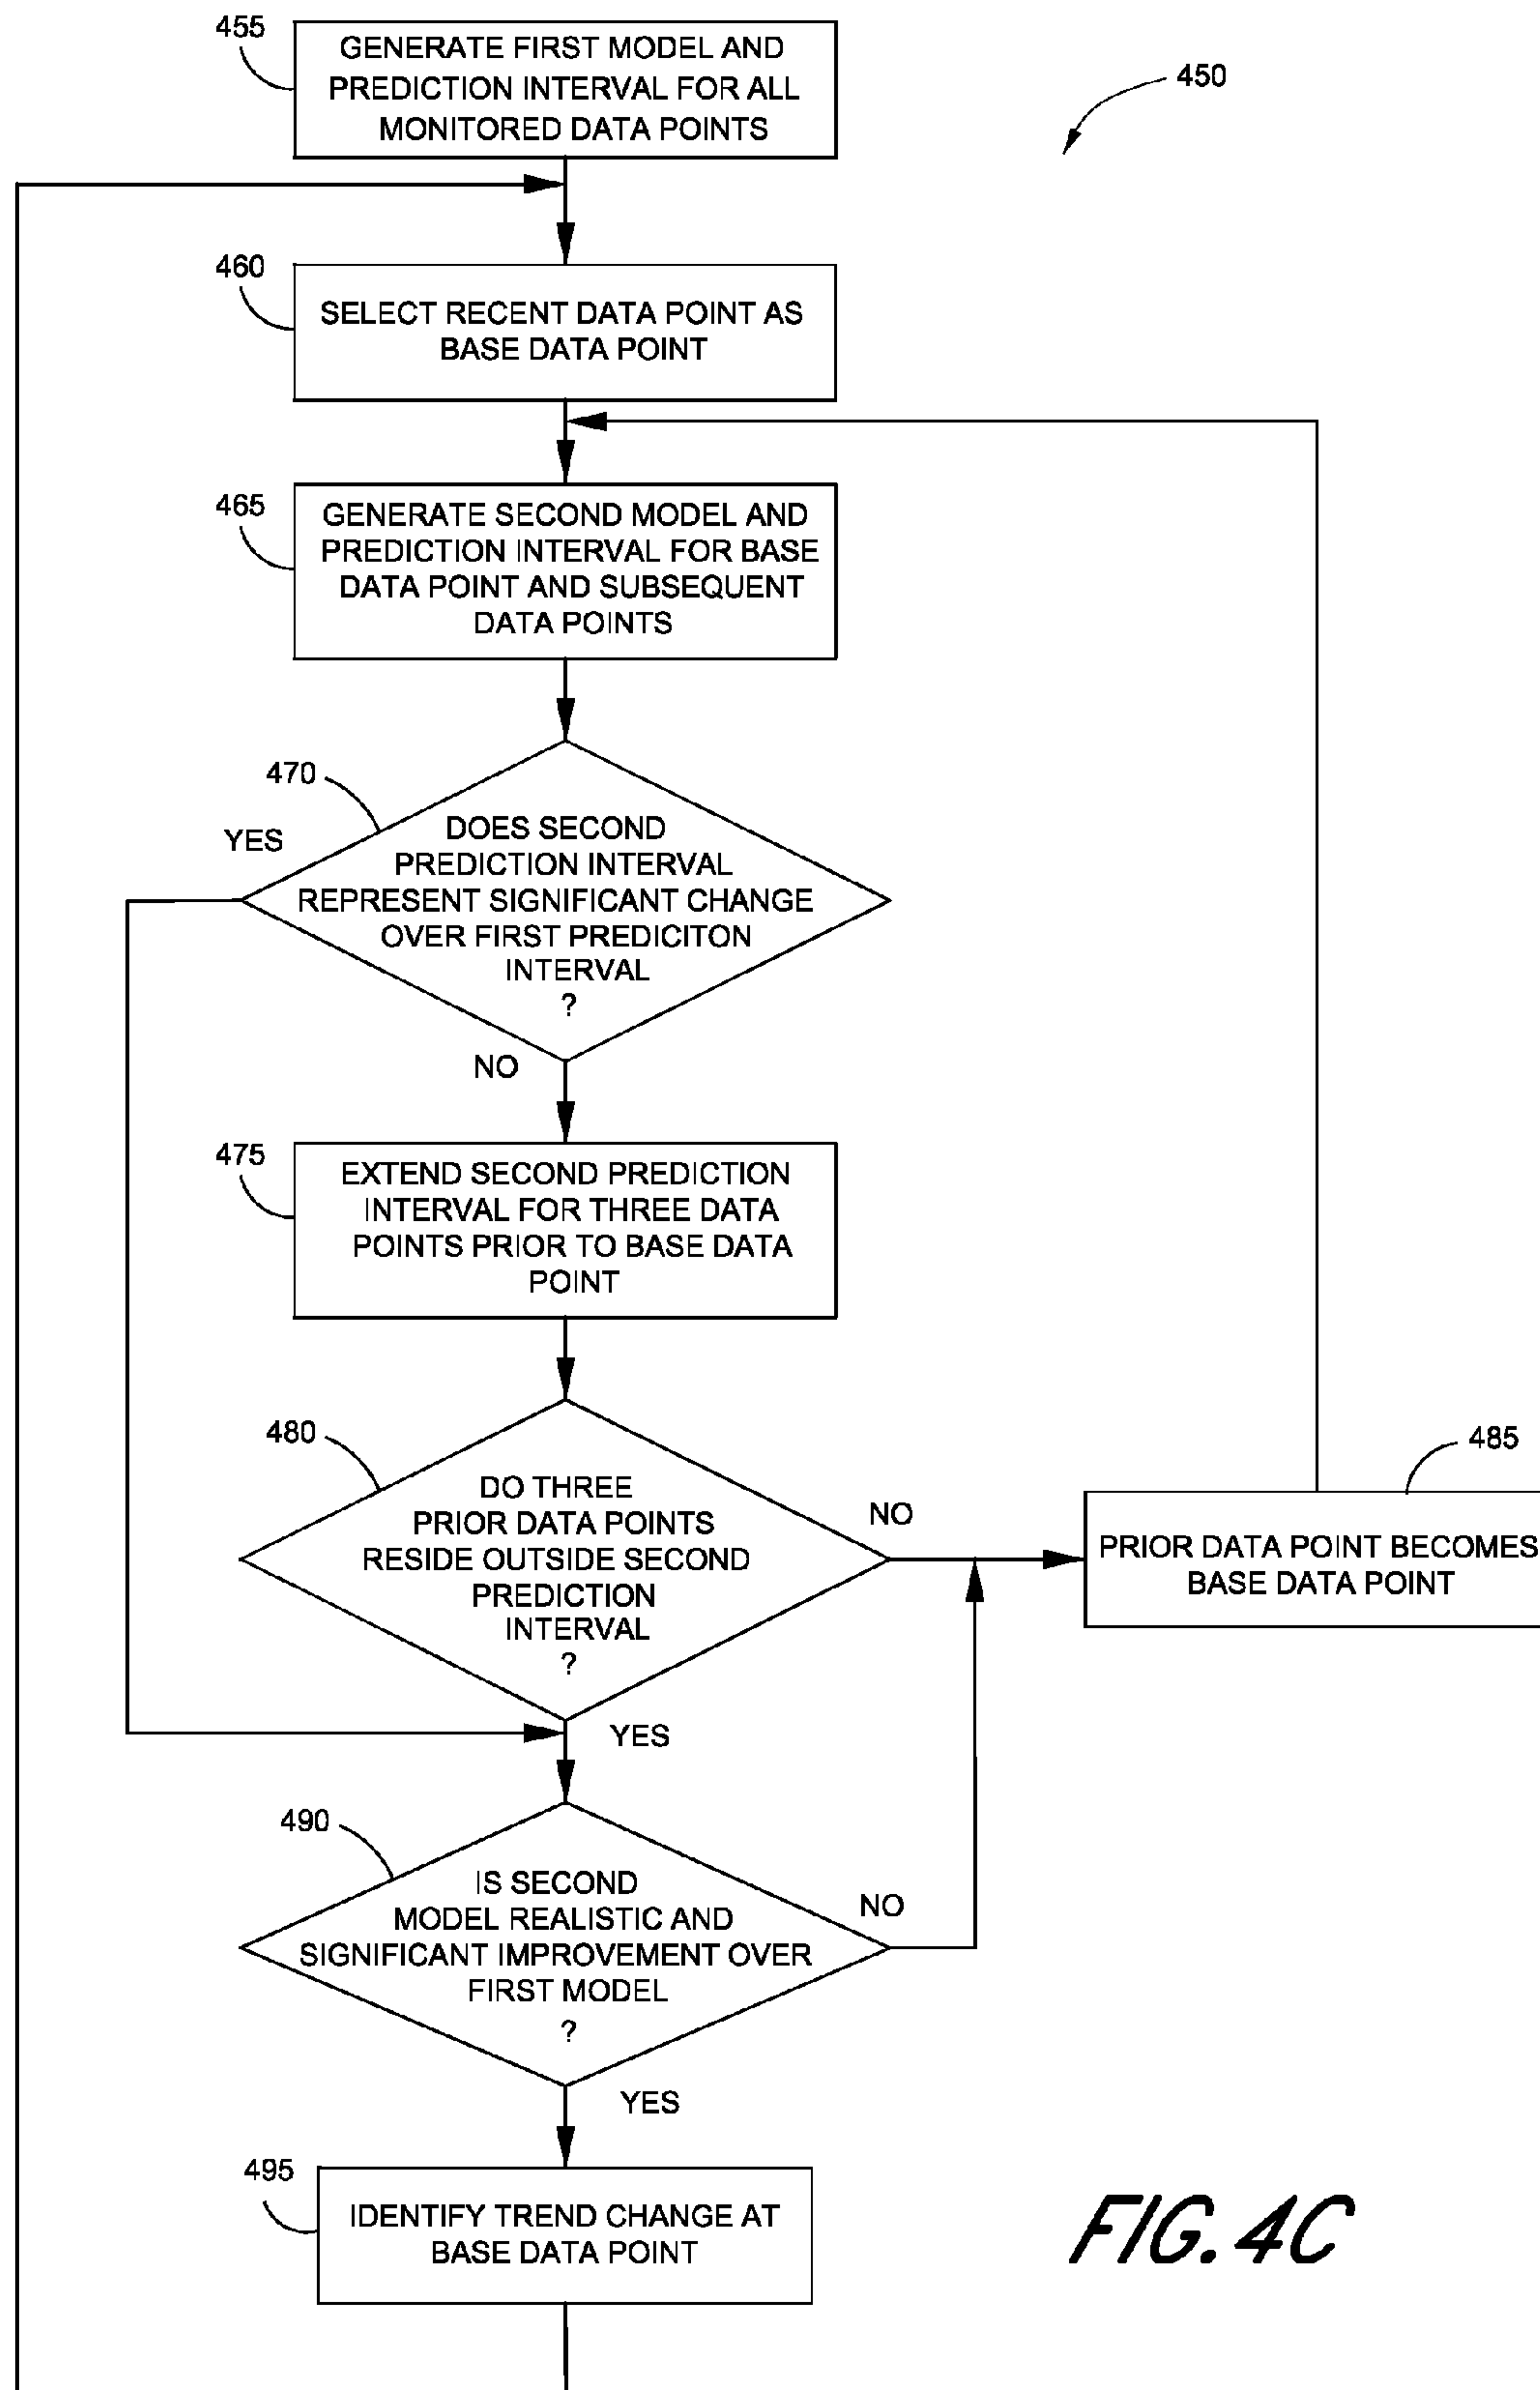 455
GENERATE FIRST MODEL AND
PREDICTION INTERVAL FOR ALL
MONITORED DATA POINTS
450
460
SELECT RECENT DATA POINT AS
BASE DATA POINT
465
GENERATE SECOND MODEL AND
PREDICTION INTERVAL FOR BASE
DATA POINT AND SUBSEQUENT
DATA POINTS
470
YES
DOES SECOND
PREDICTION INTERVAL
REPRESENT SIGNIFICANT CHANGE
OVER FIRST PREDICITON
INTERVAL
?
NO
475
EXTEND SECOND PREDICTION
INTERVAL FOR THREE DATA
POINTS PRIOR TO BASE DATA
POINT
480
DO THREE
PRIOR DATA POINTS
RESIDE OUTSIDE SECOND
PREDICTION
INTERVAL
?
NO
485
PRIOR DATA POINT BECOMES
BASE DATA POINT
YES
490
IS SECOND
MODEL REALISTIC AND
SIGNIFICANT IMPROVEMENT OVER
FIRST MODEL
?
NO
YES
495
IDENTIFY TREND CHANGE AT
BASE DATA POINT
FIG. 4C